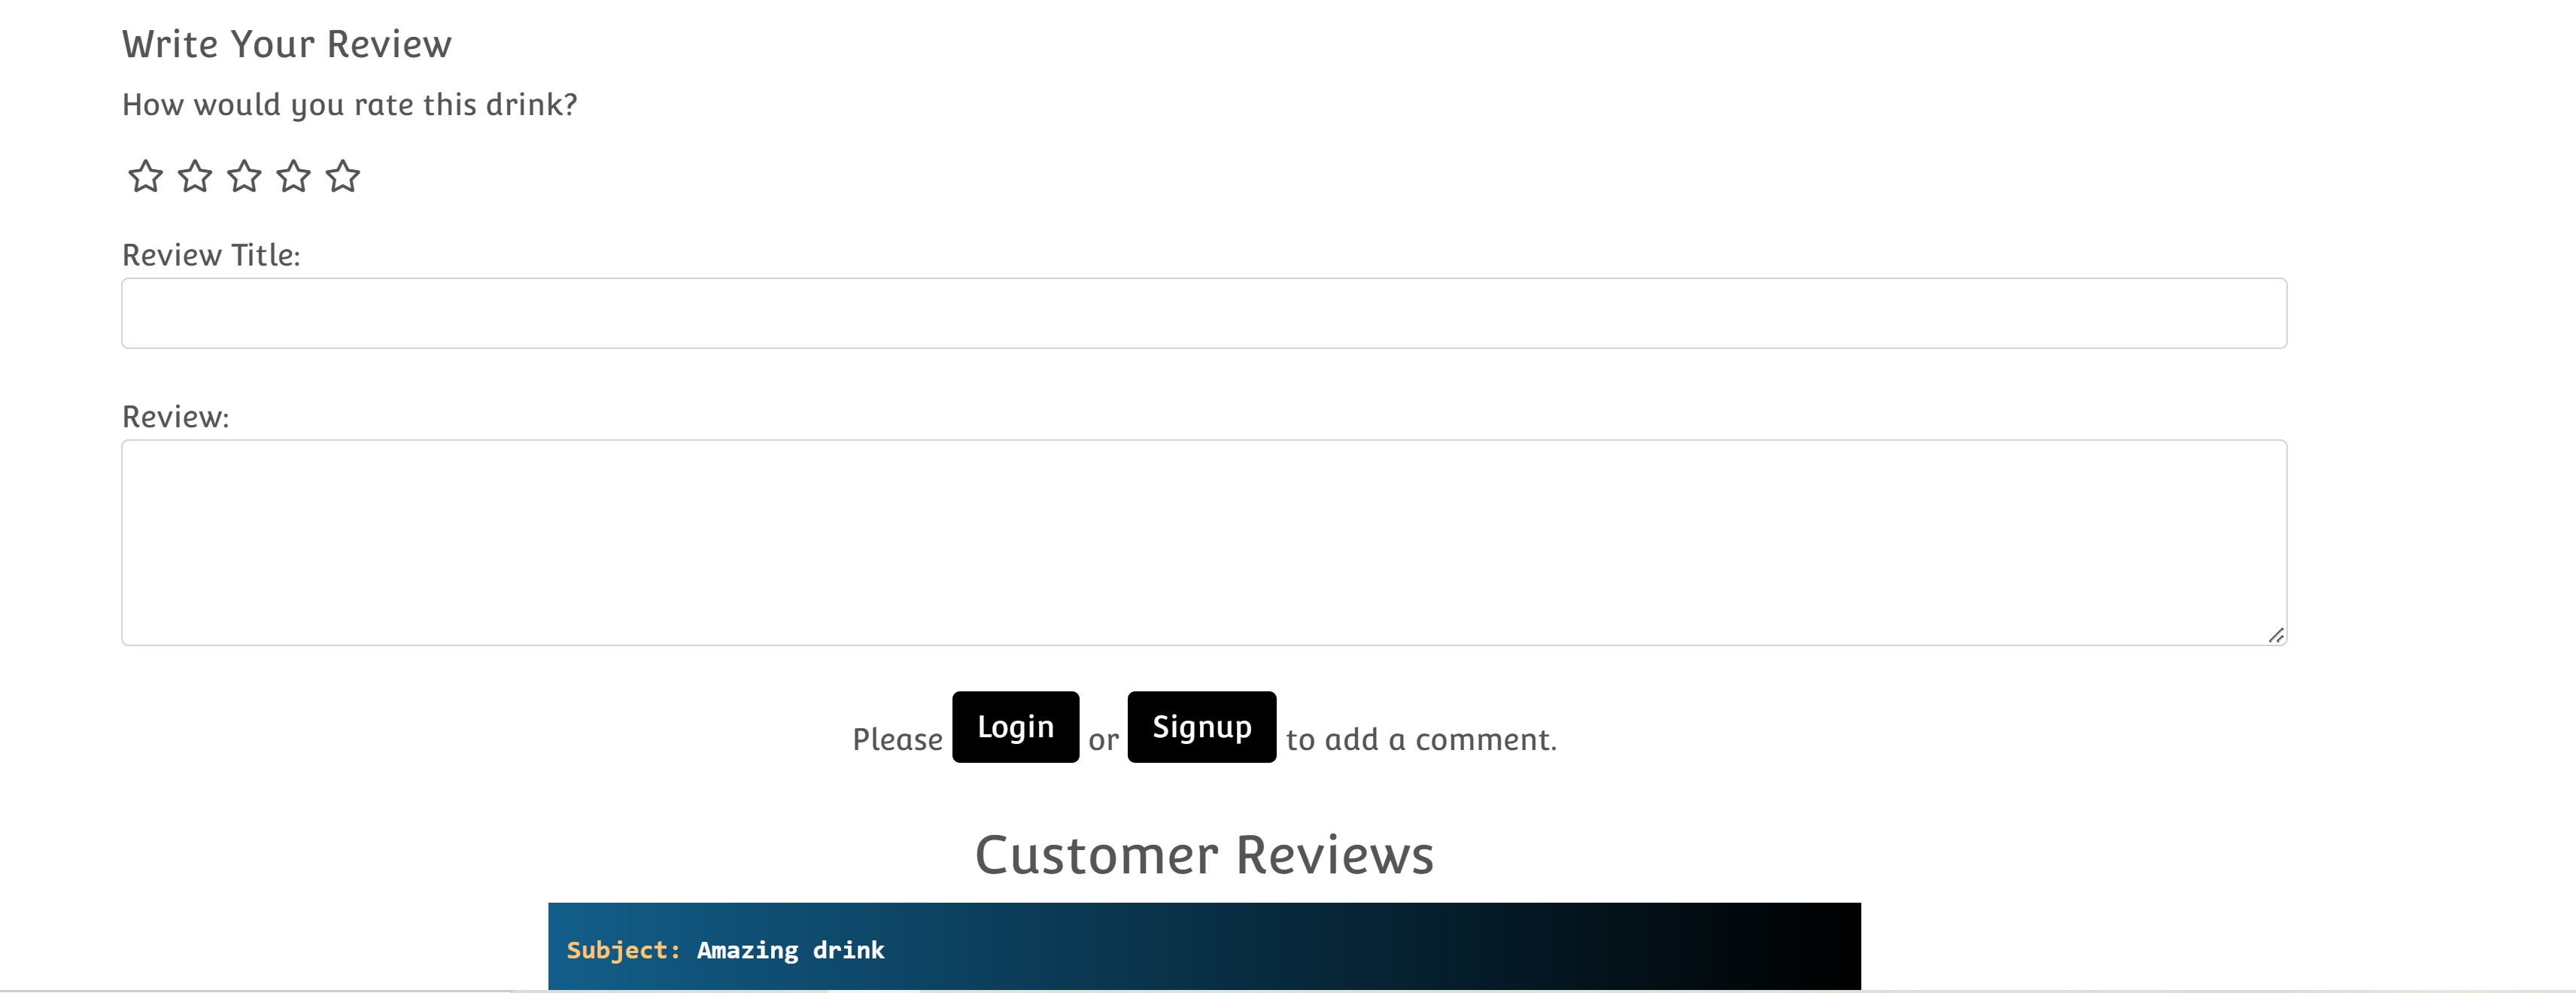 Write Your Review
How would you rate this drink?
Review Title:
Review:
Please Login or Signup to add a comment.
Customer Reviews
Subject: Amazing drink